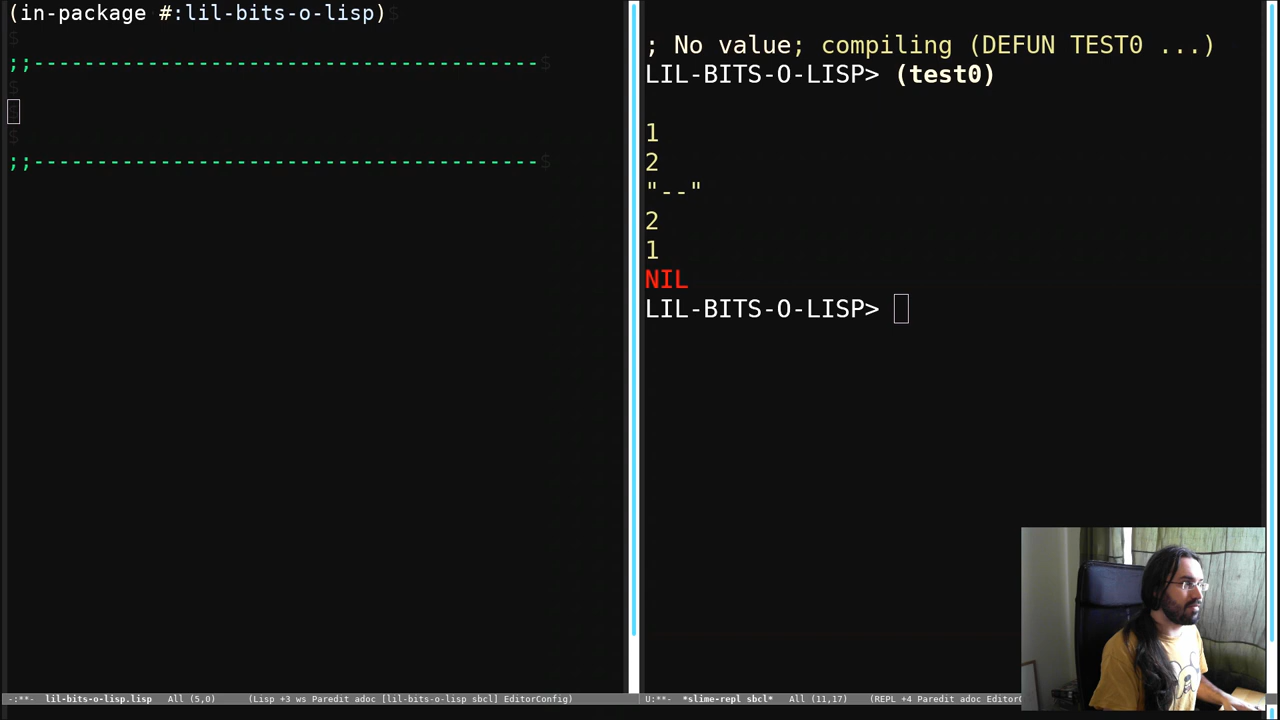 (in-package #:lil-bits-o-lisp)$
$
;;----------------------------------------$
$
$
$
;;----------------------------------------$
-:**-  lil-bits-o-lisp.lisp   All (5,0)      (Lisp +3 ws Paredit adoc [lil-bits-o-lisp sbcl] EditorConfig)
; No value; compiling (DEFUN TEST0 ...)
LIL-BITS-O-LISP> (test0)
1
2
"--"
2
1
NIL
LIL-BITS-O-LISP>
U:**-  *slime-repl sbcl*   All (11,17)    (REPL +4 Paredit adoc Editor